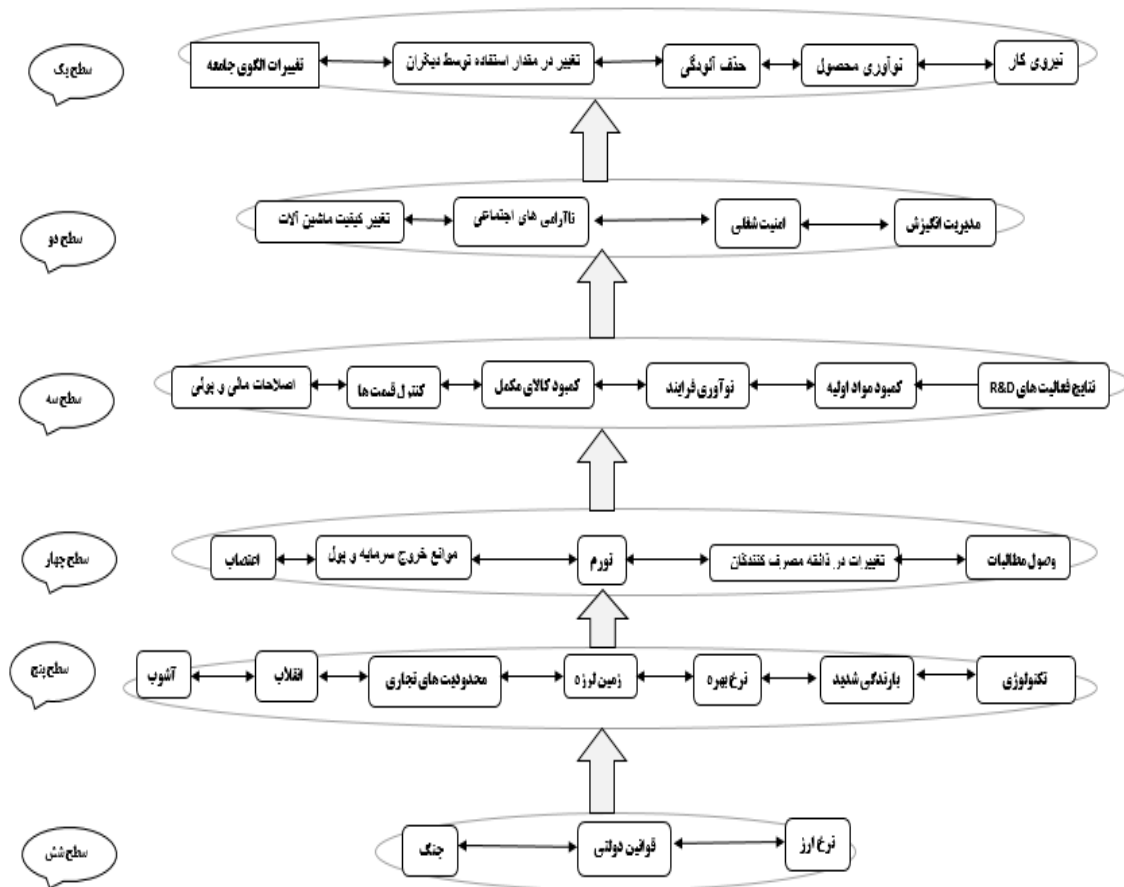 سطح یک
نیروی کار
نوآوری محصول
حذف آلودگی
تغییر در مقدار استفاده توسط دیگران
تغییرات الگوی جامعه
سطح دو
مدیریت انگیزش
امنیت شغلی
ناآرامی های اجتماعی
تغییر کیفیت ماشین آلات
سطح سه
نتایج فعالیت های R&D
کمبود مواد اولیه
نوآوری فرایند
کمبود کالای مکمل
کنترل قیمت ها
اصلاحات مالی و پولی
سطح چهار
وصول مطالبات
تغییرات در ذائقه مصرف کنندگان
تورم
موانع خروج سرمایه و پول
اعتصاب
سطح پنج
تکنولوژی
بارندگی شدید
نرخ بهره
زمین لرزه
محدودیت های تجاری
انقلاب
آشوب
سطح شش
نرخ ارز
قوانین دولتی
جنگ